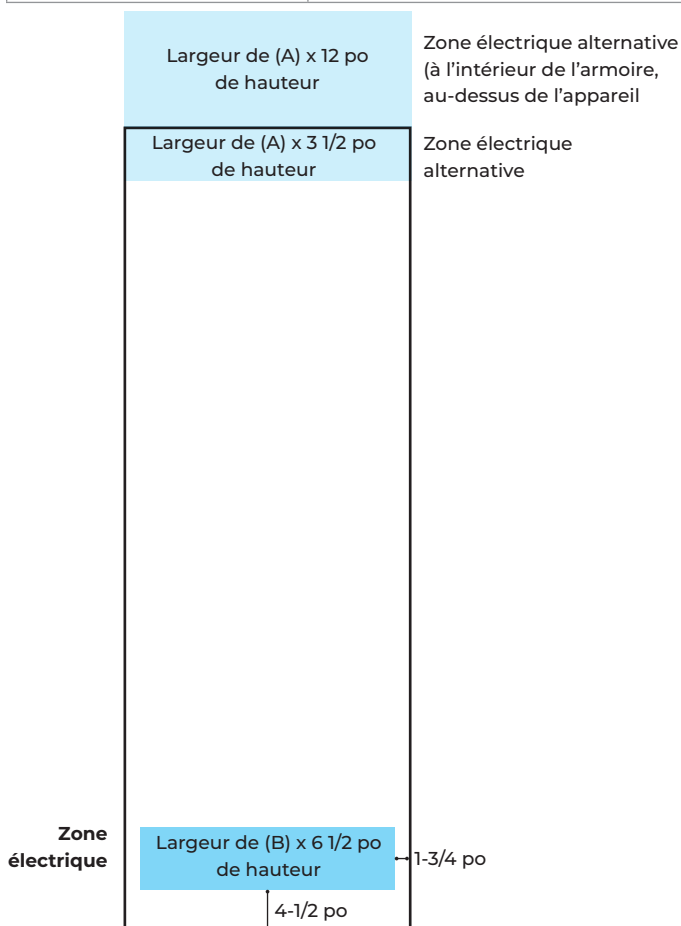 Largeur de (A) x 12 po
de hauteur
Zone électrique alternative
(à l'intérieur de l'armoire,
au-dessus de l'appareil
Largeur de (A) x 3 1/2 po
de hauteur
Zone électrique
alternative
Zone
électrique
Largeur de (B) x 6 1/2 po
de hauteur
1-3/4 po
4-1/2 po